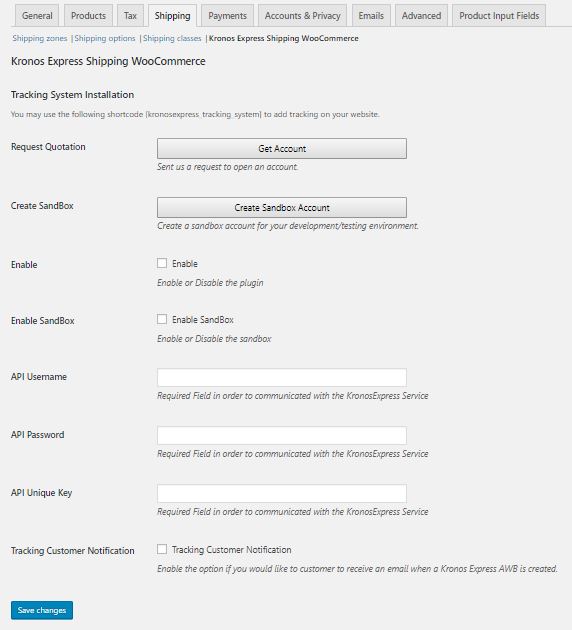 General Products Tax Shipping Payments Accounts & Privacy Emails Advanced Product Input Fields
Shipping zones | Shipping options | Shipping classes | Kronos Express Shipping WooCommerce
Kronos Express Shipping WooCommerce
Tracking System Installation
You may use the following shortcode [kronosexpress_tracking_system] to add tracking on your website.
Request Quotation Get Account
Sent us a request to open an account.
Create SandBox Create Sandbox Account
Create a sandbox account for your development/testing environment.
Enable Enable
Enable or Disable the plugin
Enable SandBox Enable SandBox
Enable or Disable the sandbox
API Username
Required Field in order to communicated with the KronosExpress Service
API Password
Required Field in order to communicated with the KronosExpress Service
API Unique Key
Required Field in order to communicated with the KronosExpress Service
Tracking Customer Notification Tracking Customer Notification
Enable the option if you would like to customer to receive an email when a Kronos Express AWB is created.
Save changes